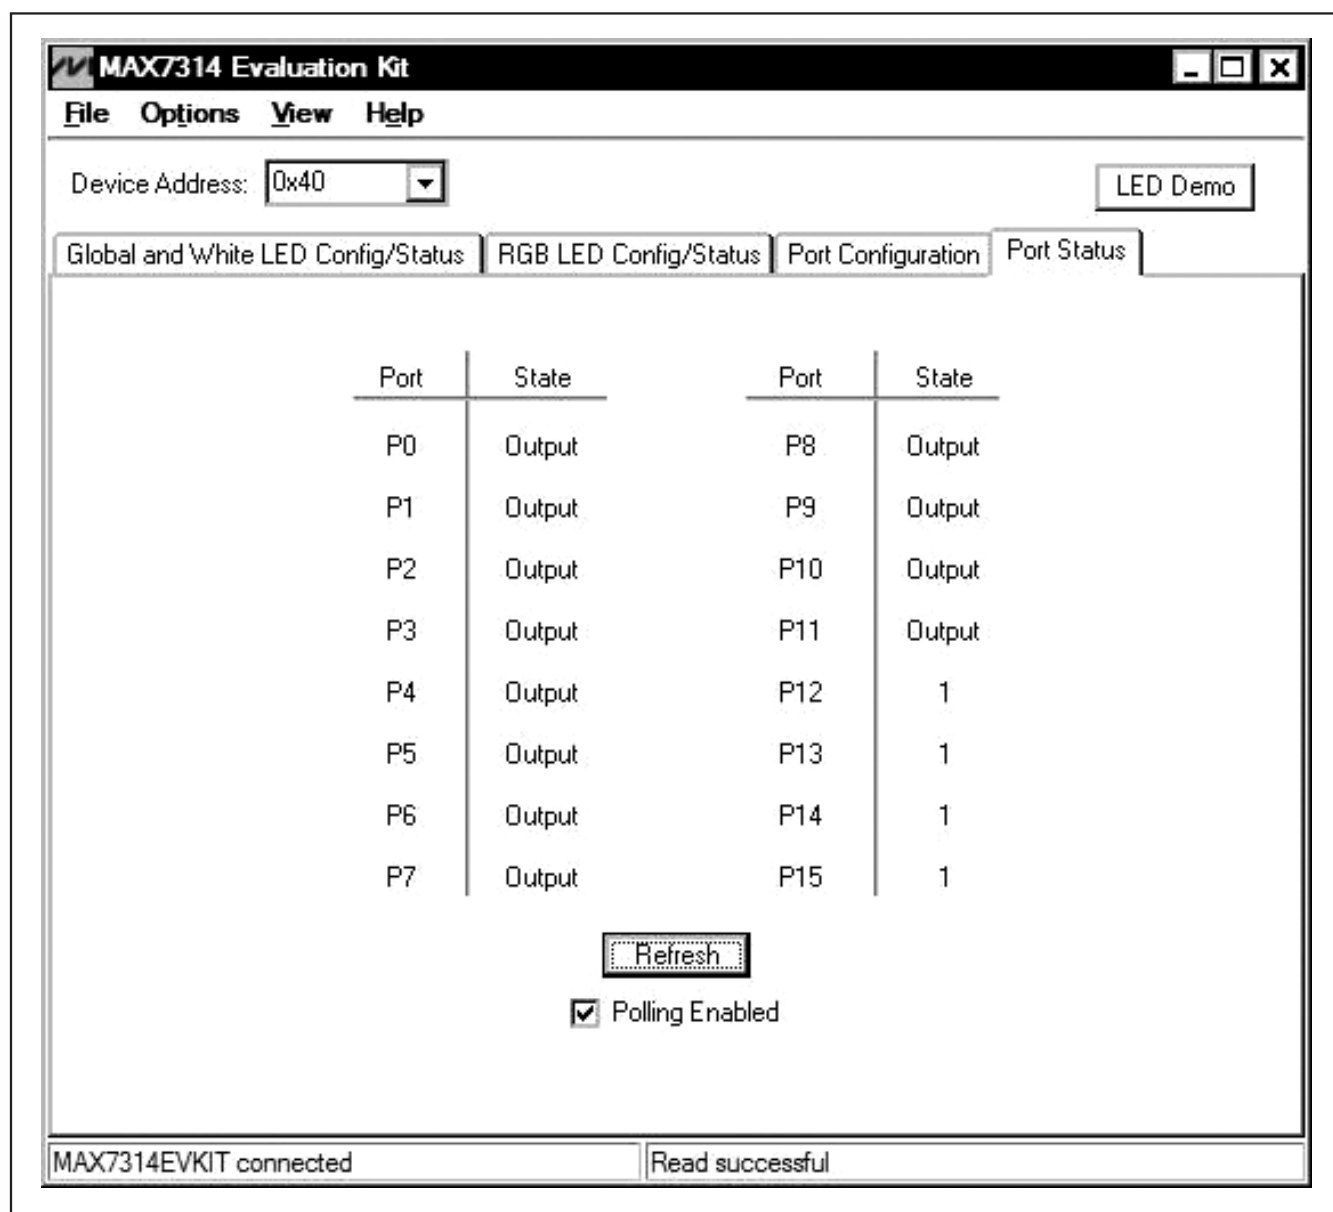 MAX7314 Evaluation Kit
File Options View Help
Device Address: 0x40 LED Demo
Global and White LED Config/Status RGB LED Config/Status Port Configuration Port Status
Port State Port State
P0 Output P8 Output
P1 Output P9 Output
P2 Output P10 Output
P3 Output P11 Output
P4 Output P12 1
P5 Output P13 1
P6 Output P14 1
P7 Output P15 1
Refresh
Polling Enabled
MAX7314EVKIT connected Read successful